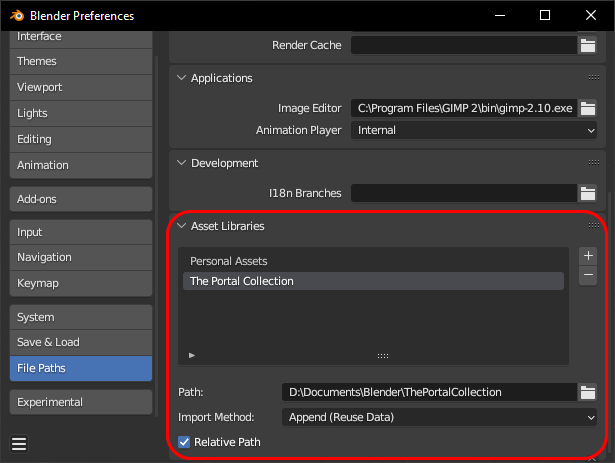 Blender Preferences
Interface
Themes
Viewport
Lights
Editing
Animation
Add-ons
Input
Navigation
Keymap
System
Save & Load
File Paths
Experimental
Render Cache
Applications
Image Editor C:\Program Files\GIMP 2\bin\gimp-2.10.exe
Animation Player Internal
Development
I18n Branches
Asset Libraries
Personal Assets
The Portal Collection
Path: D:\Documents\Blender\ThePortalCollection
Import Method: Append (Reuse Data)
Relative Path